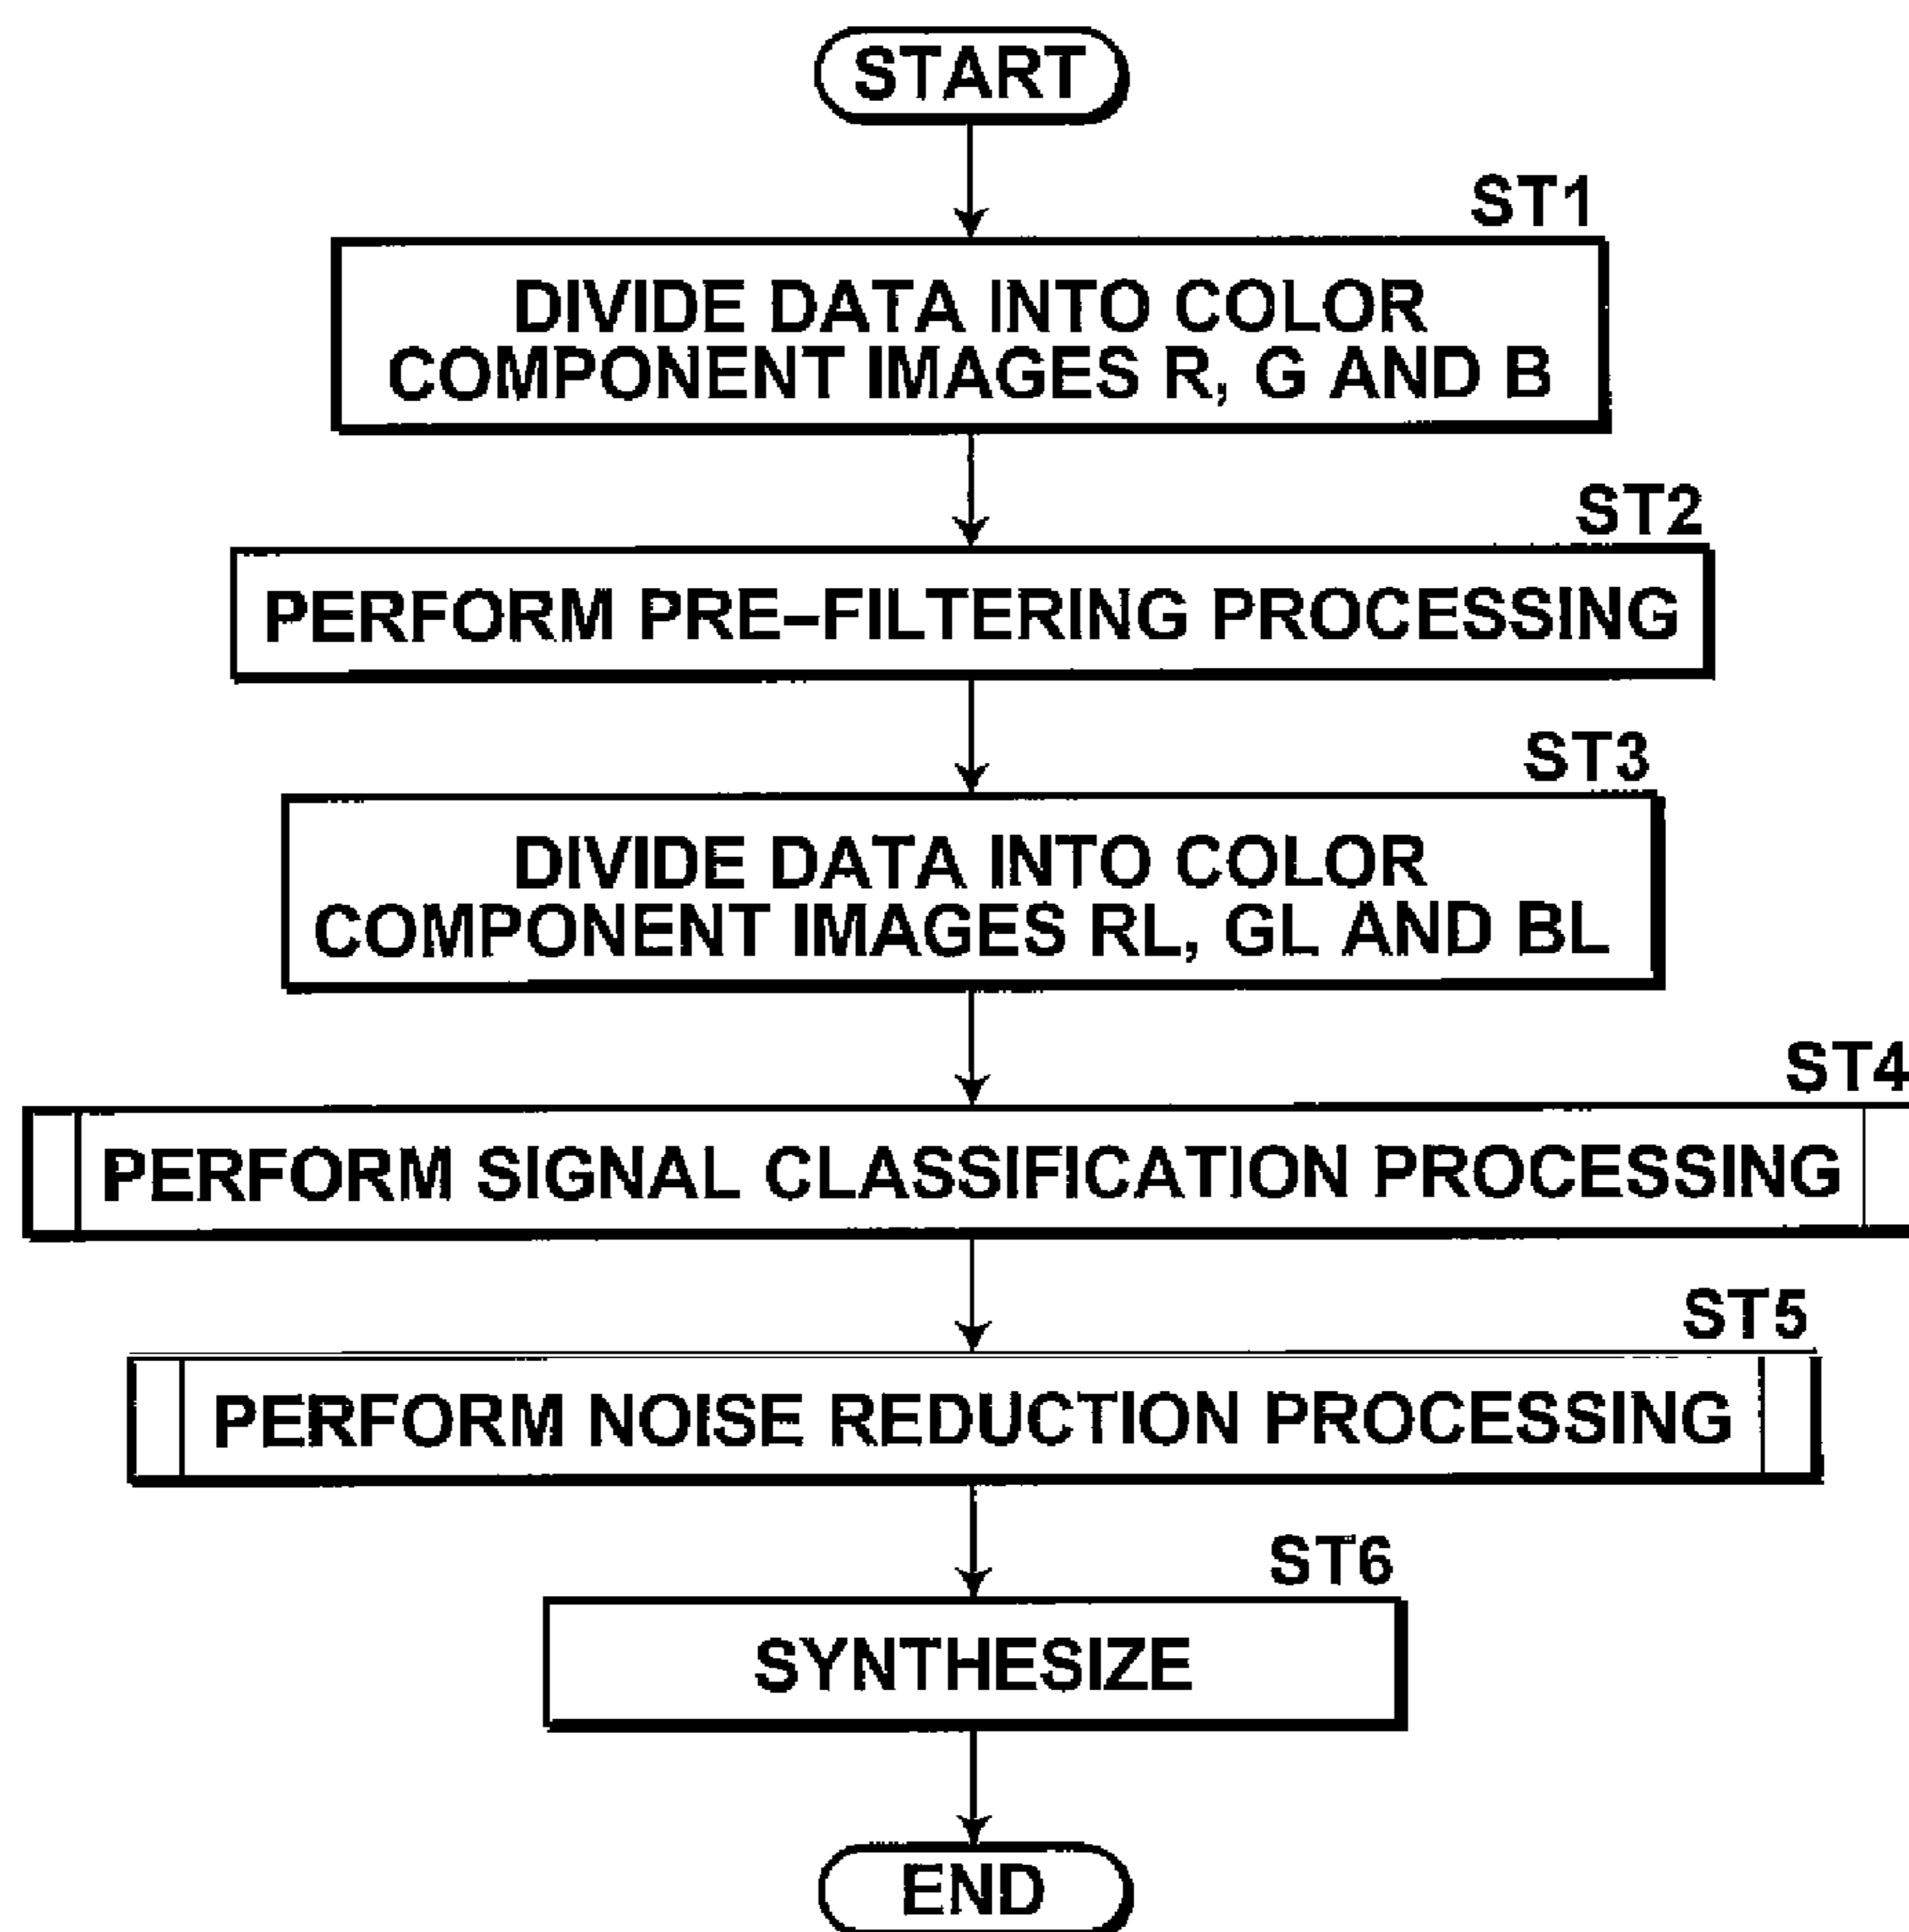 START
ST1
DIVIDE DATA INTO COLOR
COMPONENT IMAGES R, G AND B
ST2
PERFORM PRE-FILTERING PROCESSING
ST3
DIVIDE DATA INTO COLOR
COMPONENT IMAGES RL, GL AND BL
ST4
PERFORM SIGNAL CLASSIFICATION PROCESSING
ST5
PERFORM NOISE REDUCTION PROCESSING
ST6
SYNTHESIZE
END